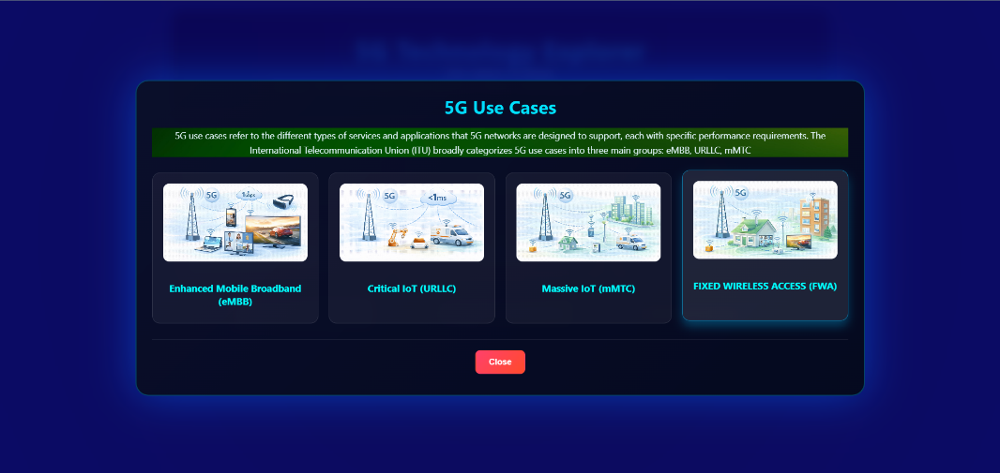 5G Technology Explorer
5G Use Cases
5G use cases refer to the different types of services and applications that 5G networks are designed to support, each with specific performance requirements. The
International Telecommunication Union (ITU) broadly categorizes 5G use cases into three main groups: eMBB, URLLC, mMTC
5G
5G
<1ms
5G
5G
Enhanced Mobile Broadband
(eMBB)
Critical IoT (URLLC)
Massive IoT (mMTC)
FIXED WIRELESS ACCESS (FWA)
Close